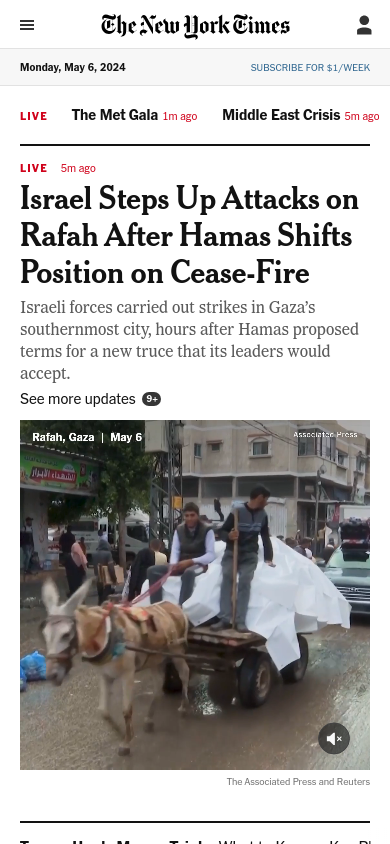 The New York Times
Monday, May 6, 2024
SUBSCRIBE FOR $1/WEEK
LIVE The Met Gala 1m ago Middle East Crisis 5m ago
LIVE 5m ago
Israel Steps Up Attacks on
Rafah After Hamas Shifts
Position on Cease-Fire
Israeli forces carried out strikes in Gaza’s
southernmost city, hours after Hamas proposed
terms for a new truce that its leaders would
accept.
See more updates 9+
Rafah, Gaza | May 6
Associated Press
The Associated Press and Reuters